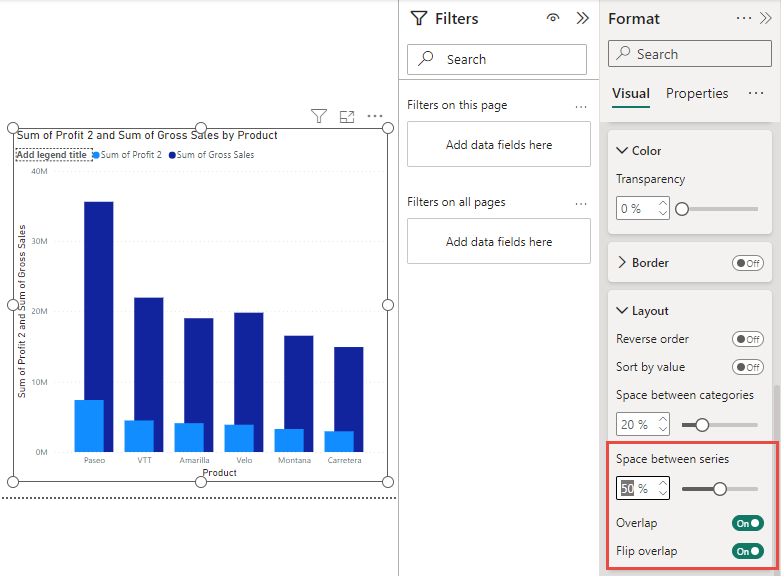 Filters
Search
Filters on this page ...
Add data fields here
Filters on all pages ...
Add data fields here
Format
Search
Visual Properties ...
Color
Transparency
0 %
Border Off
Layout
Reverse order Off
Sort by value Off
Space between categories
20 %
Space between series
50 %
Overlap On
Flip overlap On
Sum of Profit 2 and Sum of Gross Sales by Product
Add legend title Sum of Profit 2 Sum of Gross Sales
Sum of Profit 2 and Sum of Gross Sales
40M
30M
20M
10M
0M
Paseo VTT Amarilla Velo Montana Carretera
Product